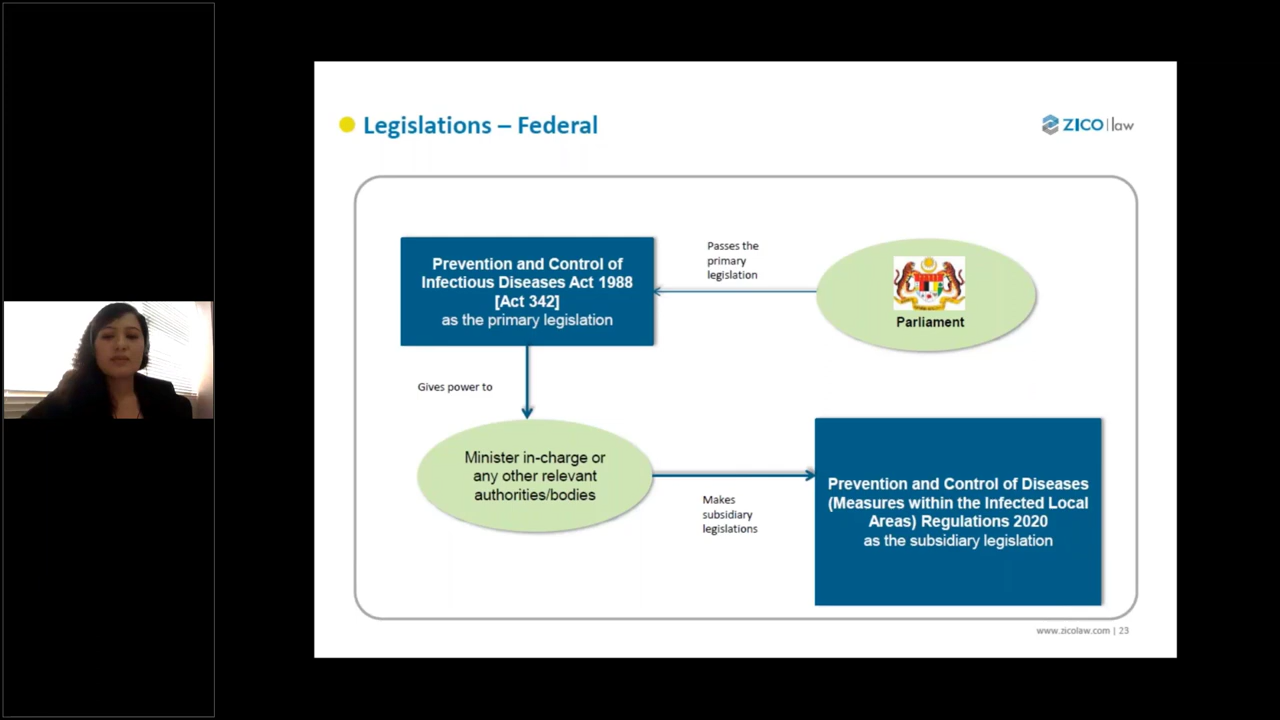 Legislations – Federal
ZICO law
Prevention and Control of
Infectious Diseases Act 1988
[Act 342]
as the primary legislation
Passes the
primary
legislation
Parliament
Gives power to
Minister in-charge or
any other relevant
authorities/bodies
Makes
subsidiary
legislations
Prevention and Control of Diseases
(Measures within the Infected Local
Areas) Regulations 2020
as the subsidiary legislation
www.zicolaw.com | 23